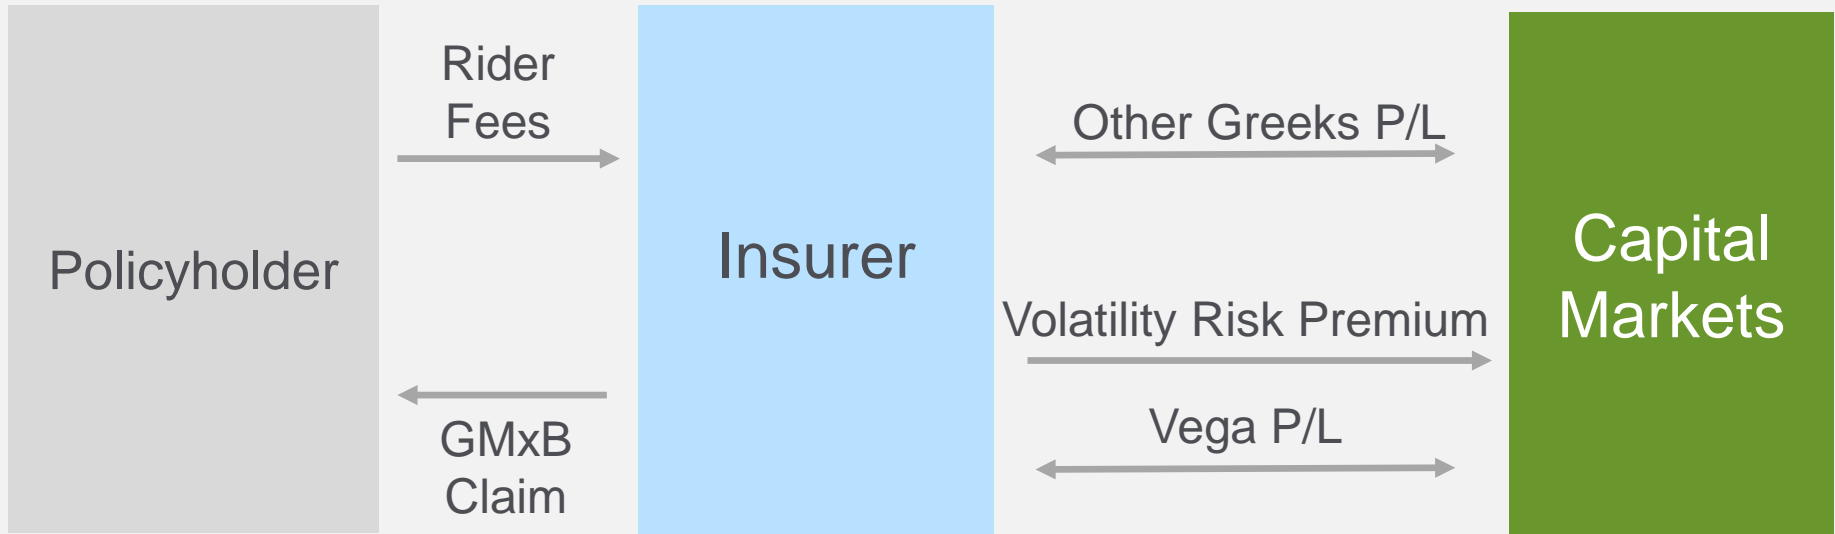 Policyholder
Rider
Fees
GMxB
Claim
Insurer
Other Greeks P/L
Volatility Risk Premium
Vega P/L
Capital
Markets